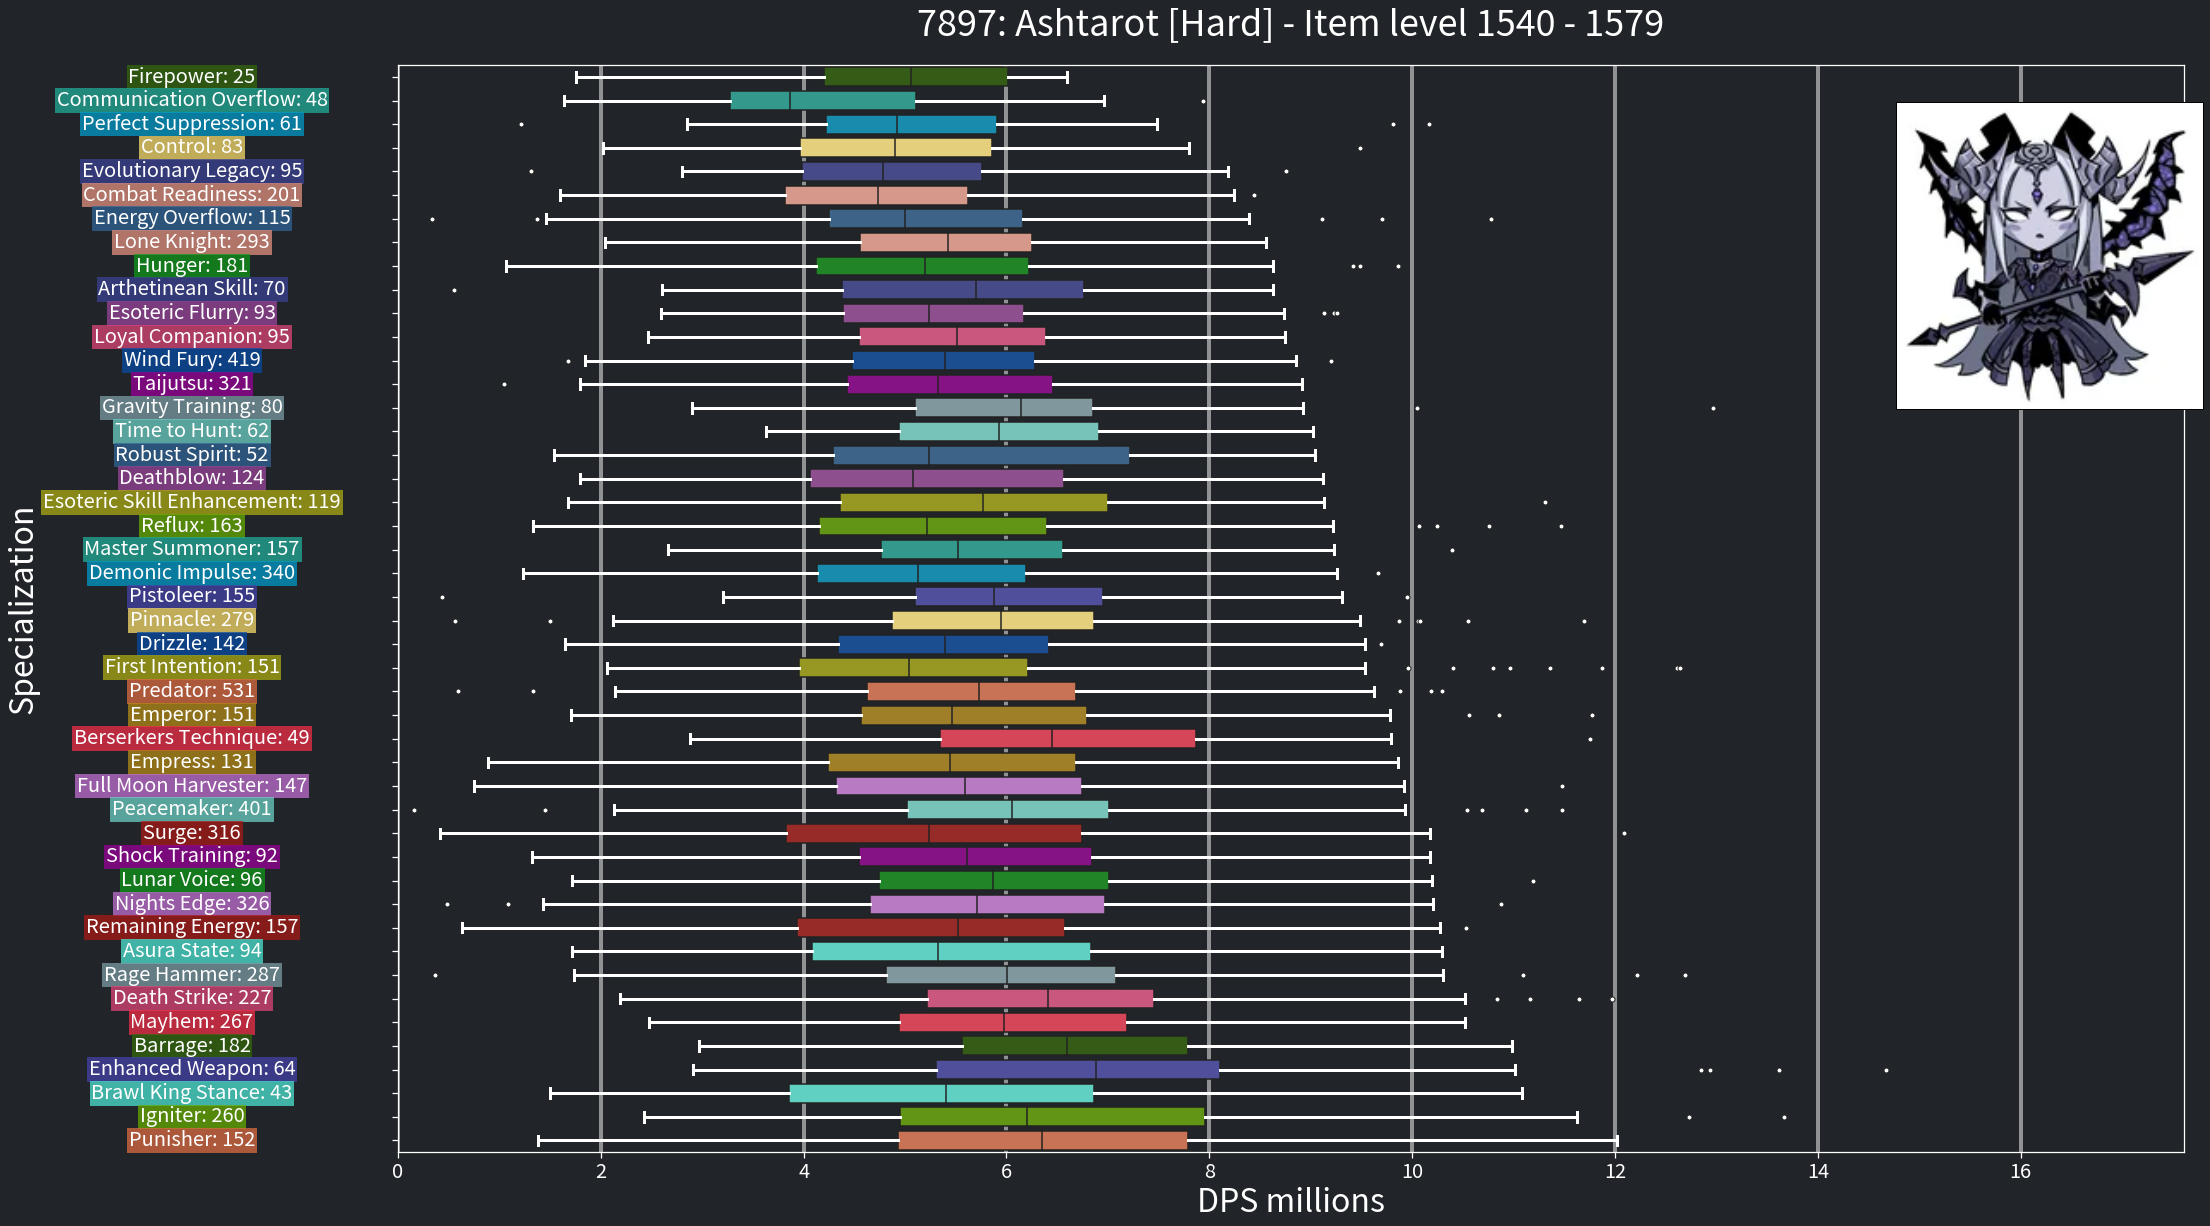 7897: Ashtarot [Hard] - Item level 1540 - 1579
Firepower: 25
Communication Overflow: 48
Perfect Suppression: 61
Control: 83
Evolutionary Legacy: 95
Combat Readiness: 201
Energy Overflow: 115
Lone Knight: 293
Hunger: 181
Arthetinean Skill: 70
Esoteric Flurry: 93
Loyal Companion: 95
Wind Fury: 419
Taijutsu: 321
Gravity Training: 80
Time to Hunt: 62
Robust Spirit: 52
Deathblow: 124
Esoteric Skill Enhancement: 119
Reflux: 163
Master Summoner: 157
Demonic Impulse: 340
Pistoleer: 155
Pinnacle: 279
Drizzle: 142
First Intention: 151
Predator: 531
Emperor: 151
Berserkers Technique: 49
Empress: 131
Full Moon Harvester: 147
Peacemaker: 401
Surge: 316
Shock Training: 92
Lunar Voice: 96
Nights Edge: 326
Remaining Energy: 157
Asura State: 94
Rage Hammer: 287
Death Strike: 227
Mayhem: 267
Barrage: 182
Enhanced Weapon: 64
Brawl King Stance: 43
Igniter: 260
Punisher: 152
Specialization
0 2 4 6 8 10 12 14 16
DPS millions